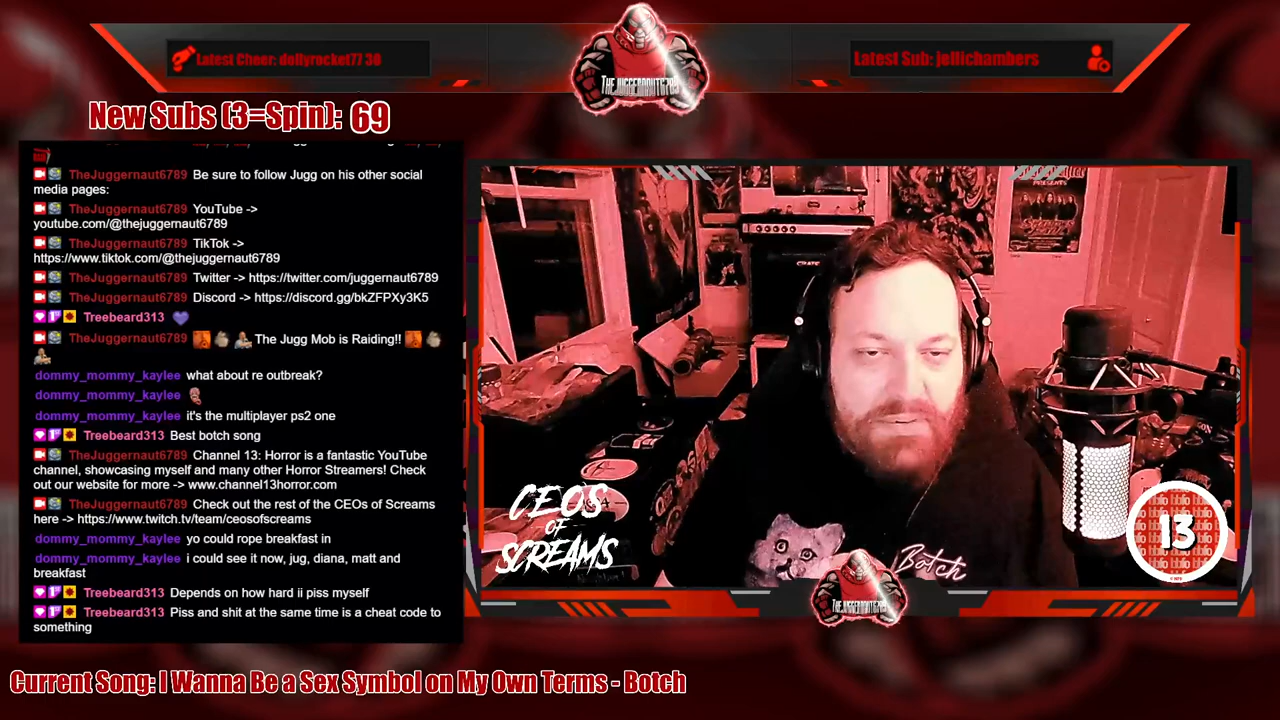 Latest Cheer: dollyrocket77 38
THEJUGGERNAUT6789
Latest Sub: jellichambers
New Subs (3=Spin): 69
TheJuggernaut6789 Be sure to follow Jugg on his other social
media pages:
TheJuggernaut6789 YouTube ->
youtube.com/@thejuggernaut6789
TheJuggernaut6789 TikTok ->
https://www.tiktok.com/@thejuggernaut6789
TheJuggernaut6789 Twitter -> https://twitter.com/juggernaut6789
TheJuggernaut6789 Discord -> https://discord.gg/bkZFPXy3K5
Treebeard313
TheJuggernaut6789 The Jugg Mob is Raiding!!
dommy_mommy_kaylee what about re outbreak?
dommy_mommy_kaylee
dommy_mommy_kaylee it's the multiplayer ps2 one
Treebeard313 Best botch song
TheJuggernaut6789 Channel 13: Horror is a fantastic YouTube
channel, showcasing myself and many other Horror Streamers! Check
out our website for more -> www.channel13horror.com
TheJuggernaut6789 Check out the rest of the CEOs of Screams
here -> https://www.twitch.tv/team/ceosofscreams
dommy_mommy_kaylee yo could rope breakfast in
dommy_mommy_kaylee i could see it now, jug, diana, matt and
breakfast
Treebeard313 Depends on how hard ii piss myself
Treebeard313 Piss and shit at the same time is a cheat code to
something
PRESENTS
CRATE
CEOS
OF
SCREAMS
Botch
13
THEJUGGERNAUT6789
Current Song: I Wanna Be a Sex Symbol on My Own Terms - Botch